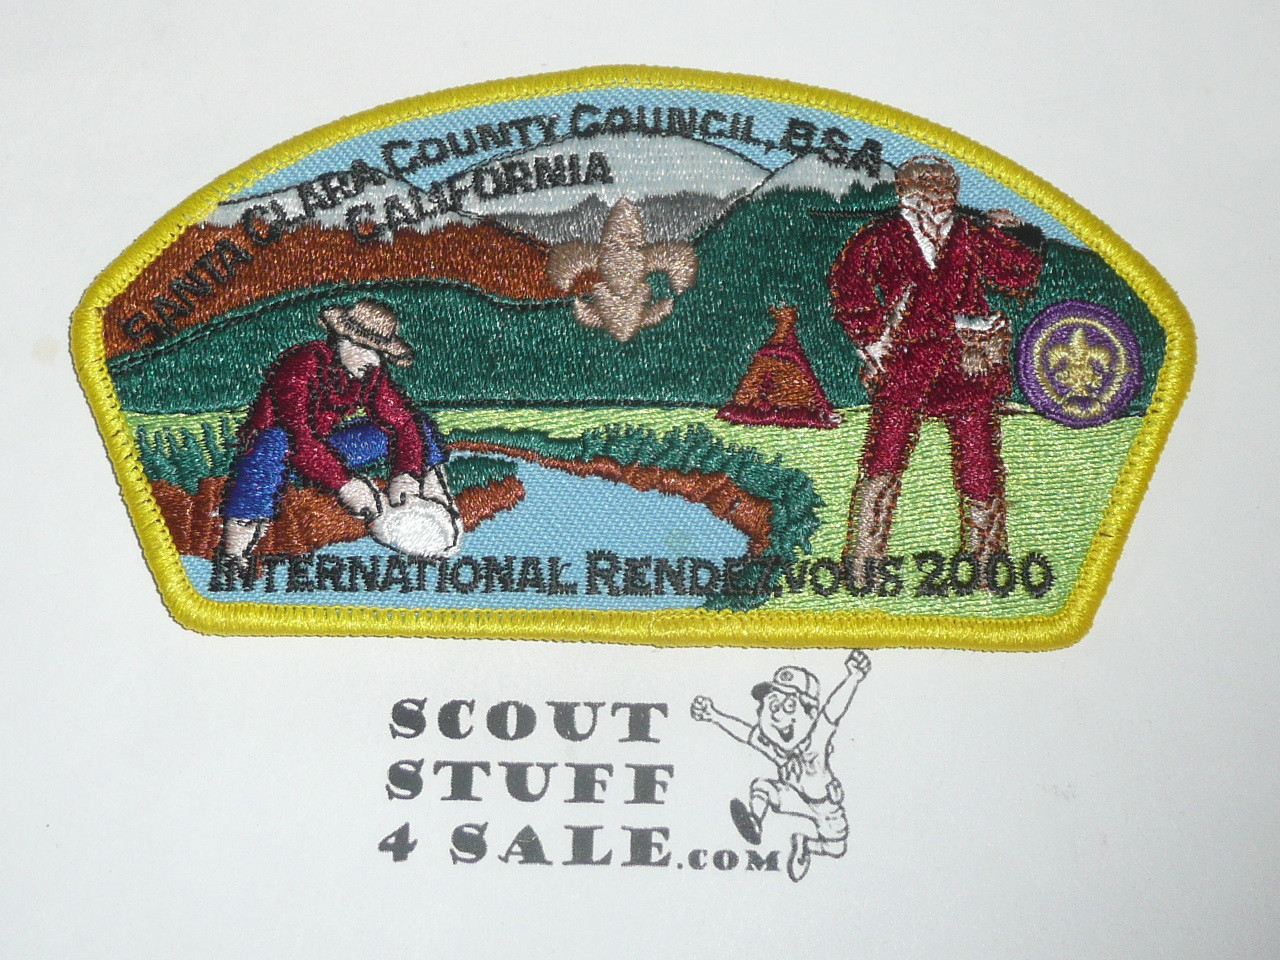 SANTA CLARA COUNTY COUNCIL, BSA
CALIFORNIA
INTERNATIONAL RENDEZVOUS 2000
SCOUT
STUFF
4 SALE.COM